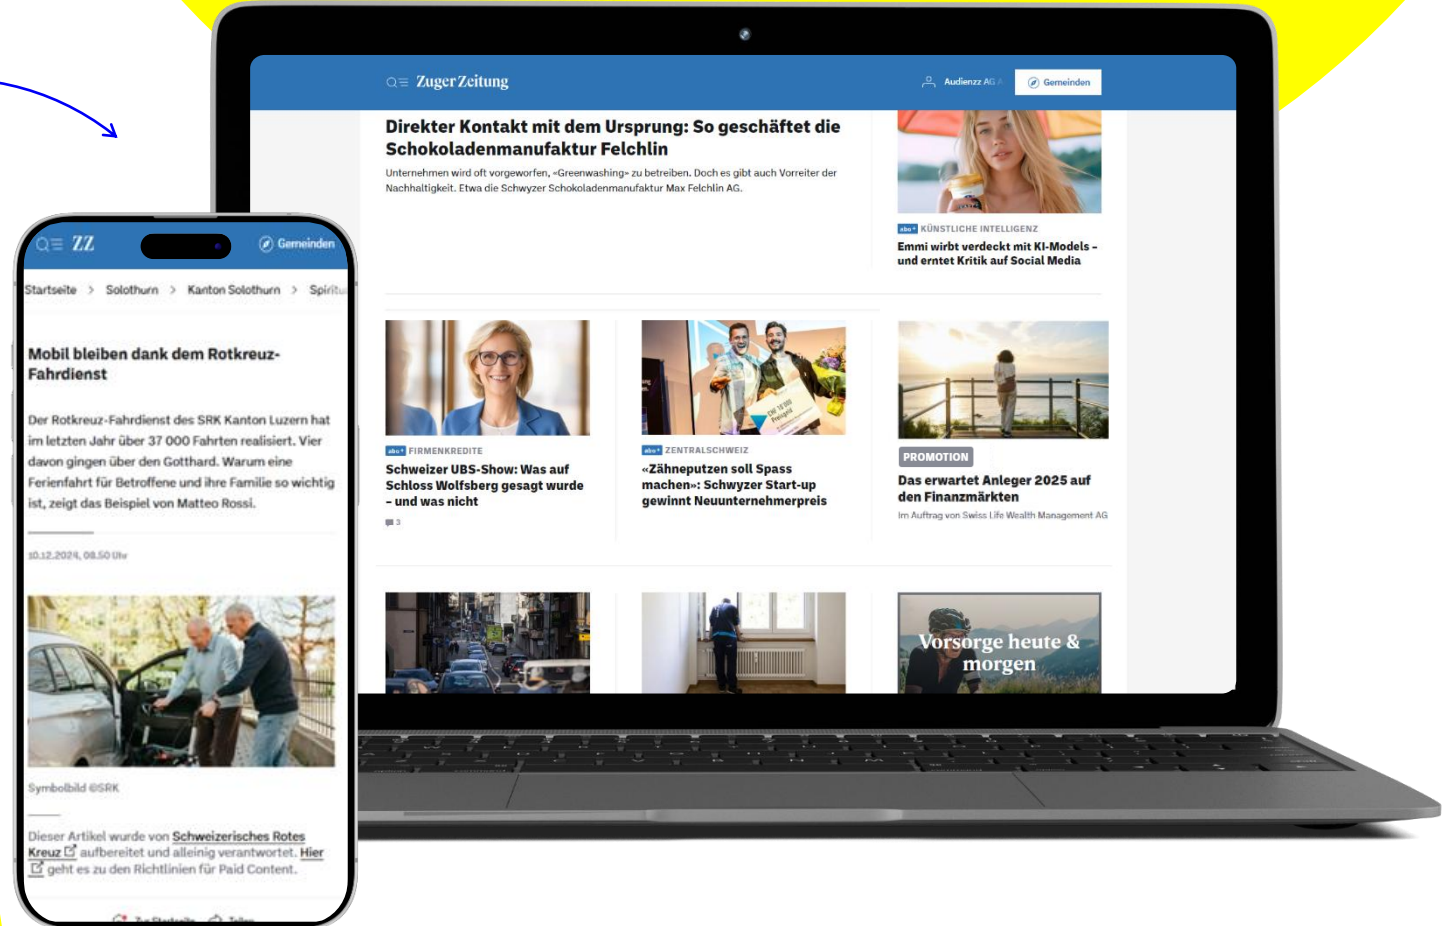 Zuger Zeitung
Audienzz AG
Gemeinden
Direkter Kontakt mit dem Ursprung: So geschäftet die
Schokoladenmanufaktur Felchlin
Unternehmen wird oft vorgeworfen, «Greenwashing» zu betreiben. Doch es gibt auch Vorreiter der
Nachhaltigkeit. Etwa die Schwyzer Schokoladenmanufaktur Max Felchlin AG.
abo+ KÜNSTLICHE INTELLIGENZ
Emmi wirbt verdeckt mit KI-Models –
und erntet Kritik auf Social Media
abo+ FIRMENKREDITE
Schweizer UBS-Show: Was auf
Schloss Wolfsberg gesagt wurde
– und was nicht
3
CHF 10 000
Preisgeld
abo+ ZENTRALSCHWEIZ
«Zähneputzen soll Spass
machen»: Schwyzer Start-up
gewinnt Neuunternehmerpreis
PROMOTION
Das erwartet Anleger 2025 auf
den Finanzmärkten
Im Auftrag von Swiss Life Wealth Management AG
Vorsorge heute &
morgen
ZZ
Gemeinden
Startseite > Solothurn > Kanton Solothurn > Spiritu
Mobil bleiben dank dem Rotkreuz-
Fahrdienst
Der Rotkreuz-Fahrdienst des SRK Kanton Luzern hat
im letzten Jahr über 37 000 Fahrten realisiert. Vier
davon gingen über den Gotthard. Warum eine
Ferienfahrt für Betroffene und ihre Familie so wichtig
ist, zeigt das Beispiel von Matteo Rossi.
10.12.2024, 08.50 Uhr
Symbolbild ©SRK
Dieser Artikel wurde von Schweizerisches Rotes
Kreuz aufbereitet und alleinig verantwortet. Hier
geht es zu den Richtlinien für Paid Content.
Zur Startseite Teilen